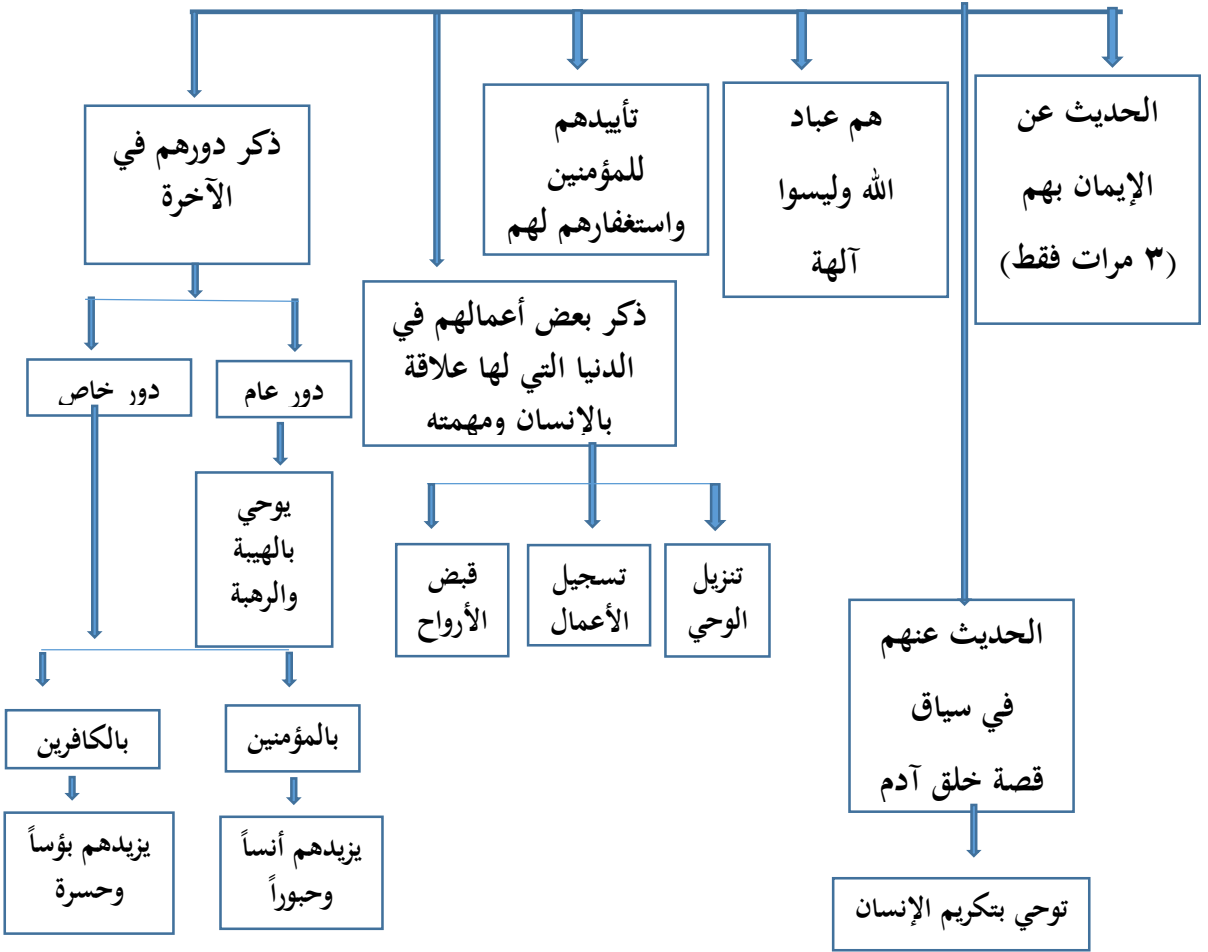 الحديث عن
الإيمان بهم
(٣ مرات فقط)
هم عباد
الله وليسوا
آلهة
تأييدهم
للمؤمنين
واستغفارهم لهم
ذكر دورهم في
الآخرة
ذكر بعض أعمالهم في
الدنيا التي لها علاقة
بالإنسان ومهمته
دور عام
دور خاص
يوحي
بالهيبة
والرهبة
تنزيل
الوحي
تسجيل
الأعمال
قبض
الأرواح
الحديث عنهم
في سياق
قصة خلق آدم
بالمؤمنين
بالكافرين
يزيدهم أنساً
وحبوراً
يزيدهم بؤساً
وحسرة
توحي بتكريم الإنسان